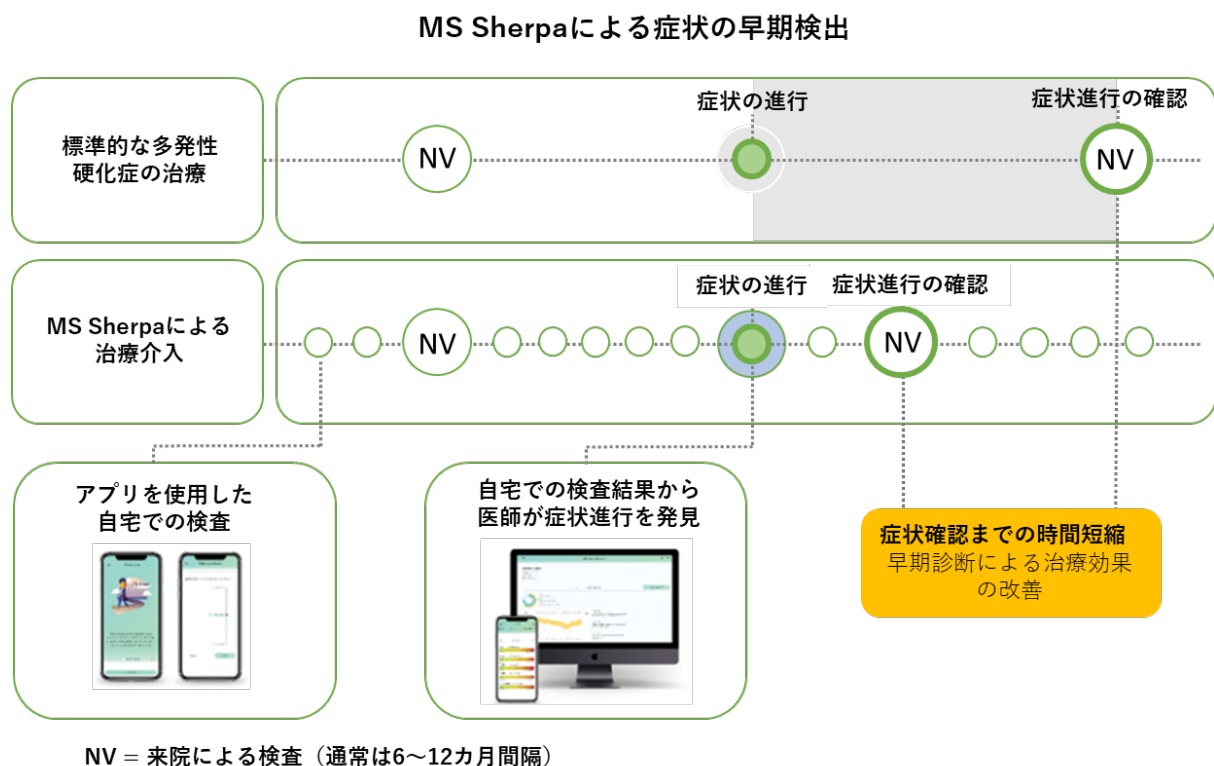 MS Sherpaによる症状の早期検出
標準的な多発性
硬化症の治療
NV
症状の進行
症状進行の確認
NV
MS Sherpaによる
治療介入
NV
症状の進行
症状進行の確認
NV
アプリを使用した
自宅での検査
自宅での検査結果から
医師が症状進行を発見
症状確認までの時間短縮
早期診断による治療効果
の改善
NV = 来院による検査（通常は6～12カ月間隔）